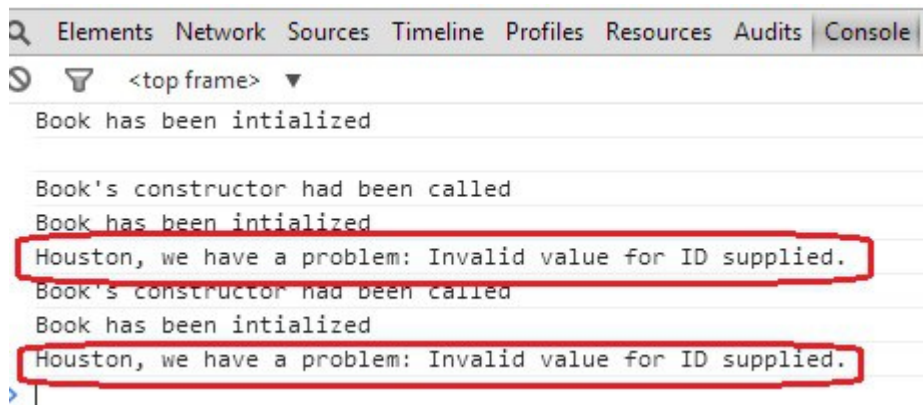 Elements Network Sources Timeline Profiles Resources Audits Console
<top frame> ▼
Book has been intialized
Book's constructor had been called
Book has been intialized
Houston, we have a problem: Invalid value for ID supplied.
Book's constructor had been called
Book has been intialized
Houston, we have a problem: Invalid value for ID supplied.
>